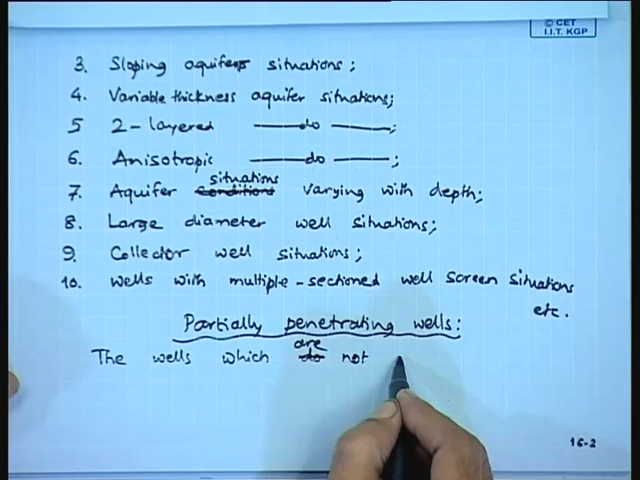 © CET
I.I.T. KGP
3. Sloping aquifer situations;
4. Variable thickness aquifer situations;
5 2-layered ——do——;
6. Anisotropic ——do——;
situations
7. Aquifer conditions varying with depth;
8. Large diameter well situations;
9. Collector well situations;
10. wells with multiple-sectioned well screen situations
etc.
Partially penetrating wells:
are
The wells which do not
16-2